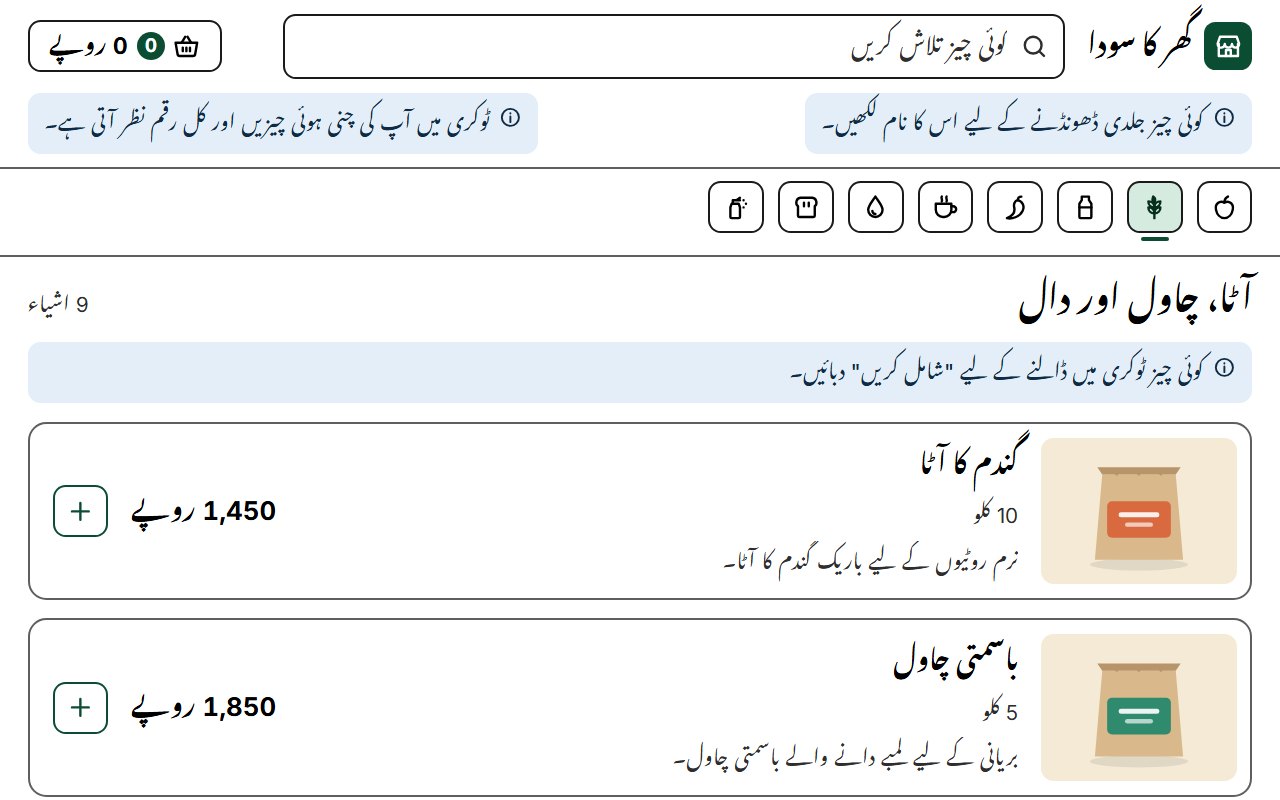 گھر کا سودا
کوئی چیز تلاش کریں
0 0 روپے
کوئی چیز جلدی ڈھونڈنے کے لیے اس کا نام لکھیں۔
ٹوکری میں آپ کی چنی ہوئی چیزیں اور کل رقم نظر آتی ہے۔
آٹا، چاول اور دال
9 اشیاء
کوئی چیز ٹوکری میں ڈالنے کے لیے "شامل کریں" دبائیں۔
گندم کا آٹا
10 کلو
نرم روٹیوں کے لیے باریک گندم کا آٹا۔
1,450 روپے
باسمتی چاول
5 کلو
بریانی کے لیے لمبے دانے والے باسمتی چاول۔
1,850 روپے